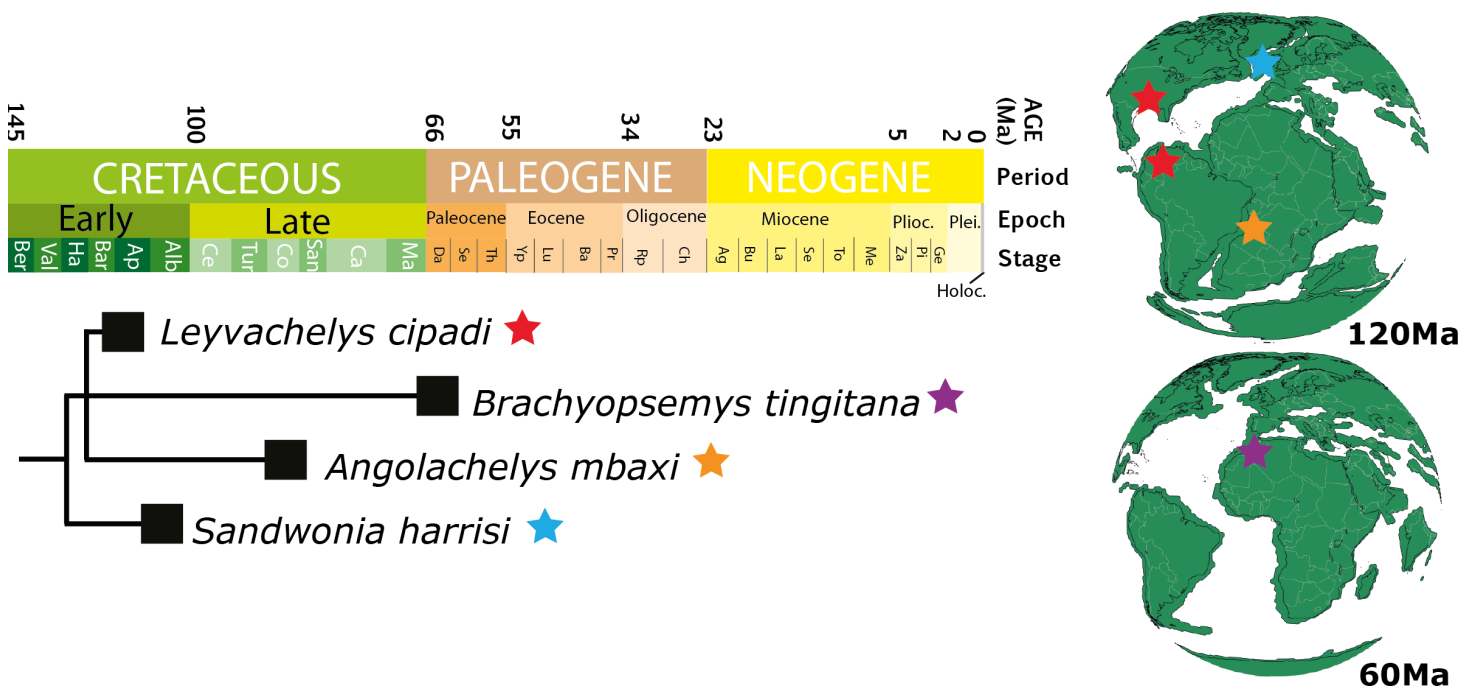 145 100 66 55 34 23 5 2 0 AGE (Ma)
CRETACEOUS PALEOGENE NEOGENE Period
Early Late Paleocene Eocene Oligocene Miocene Plioc. Plei. Epoch
Ber Val Ha Bar Ap Alb Ce Tur Co San Ca Ma Da Se Th Yp Lu Ba Pr Rp Ch Ag Bu La Se To Me Za Pi Ge Stage
Holoc.
Leyvachelys cipadi
Brachyopsemys tingitana
Angolachelys mbaxi
Sandwonia harrisi
120Ma
60Ma